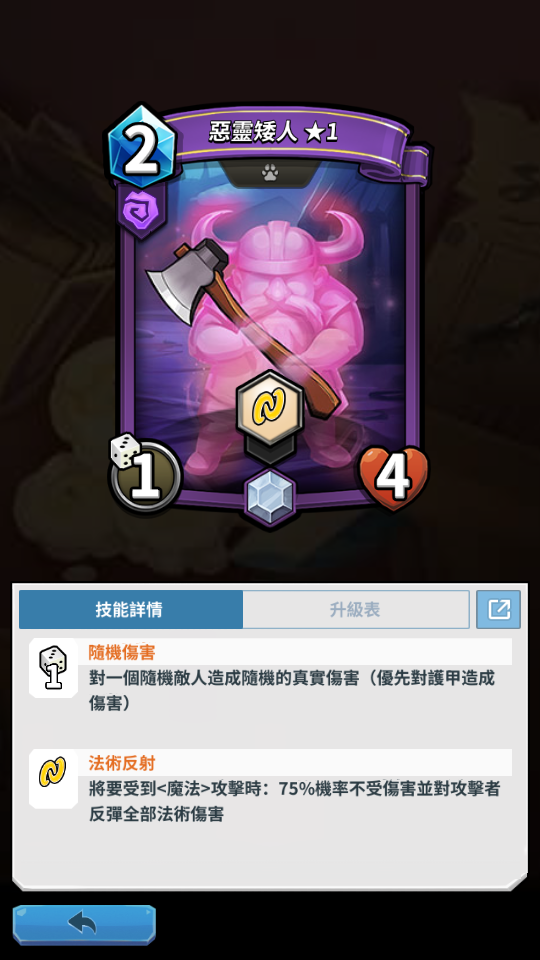 2
惡靈矮人 ★1
1
4
技能詳情
升級表
1
隨機傷害
對一個隨機敵人造成隨機的真實傷害（優先對護甲造成
傷害）
法術反射
將要受到<魔法>攻擊時：75%機率不受傷害並對攻擊者
反彈全部法術傷害